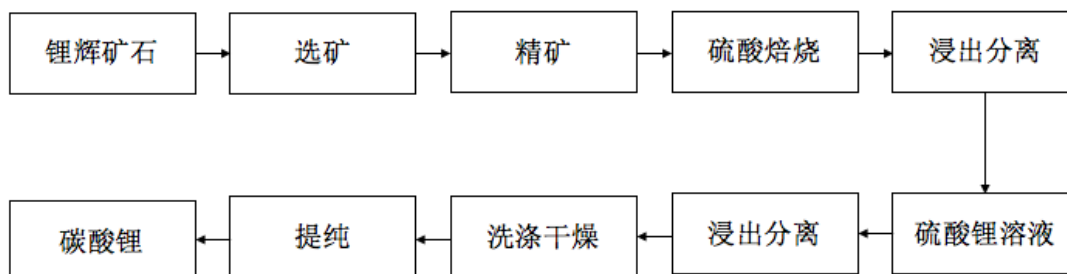 锂辉矿石
选矿
精矿
硫酸焙烧
浸出分离
硫酸锂溶液
浸出分离
洗涤干燥
提纯
碳酸锂